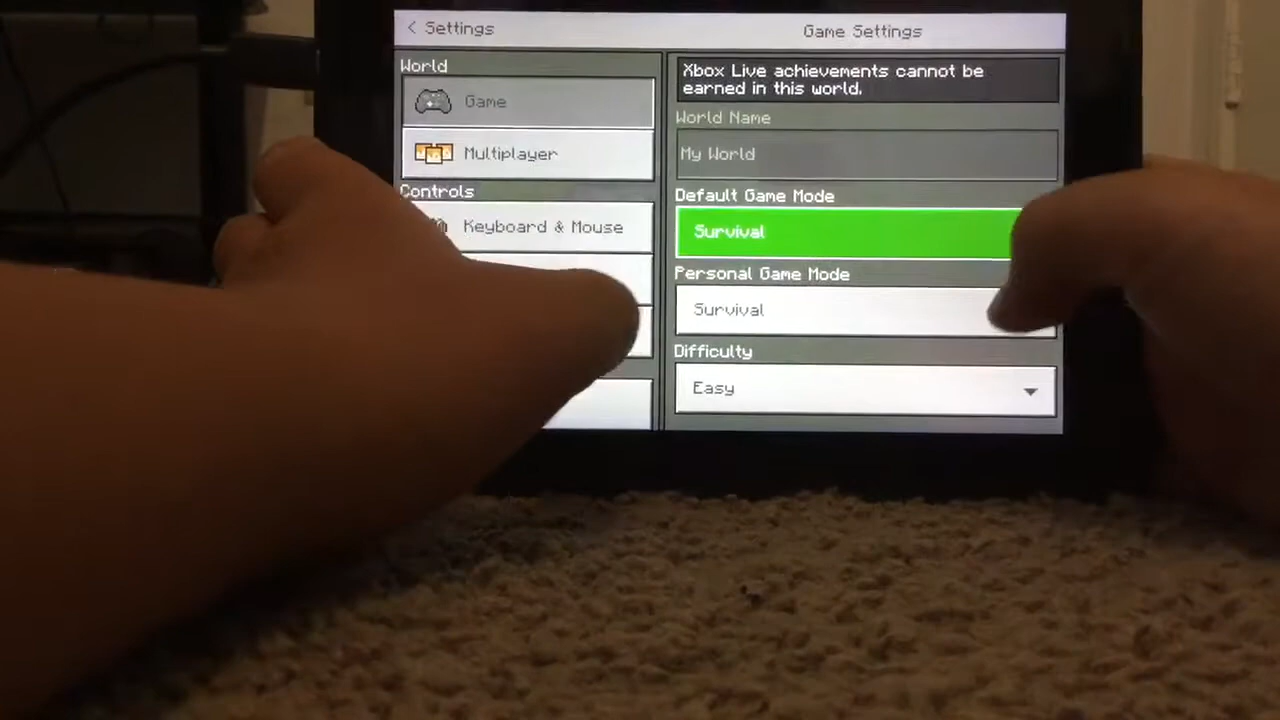 < Settings
Game Settings
World
Game
Multiplayer
Controls
Keyboard & Mouse
Xbox Live achievements cannot be
earned in this world.
World Name
My World
Default Game Mode
Survival
Personal Game Mode
Survival
Difficulty
Easy